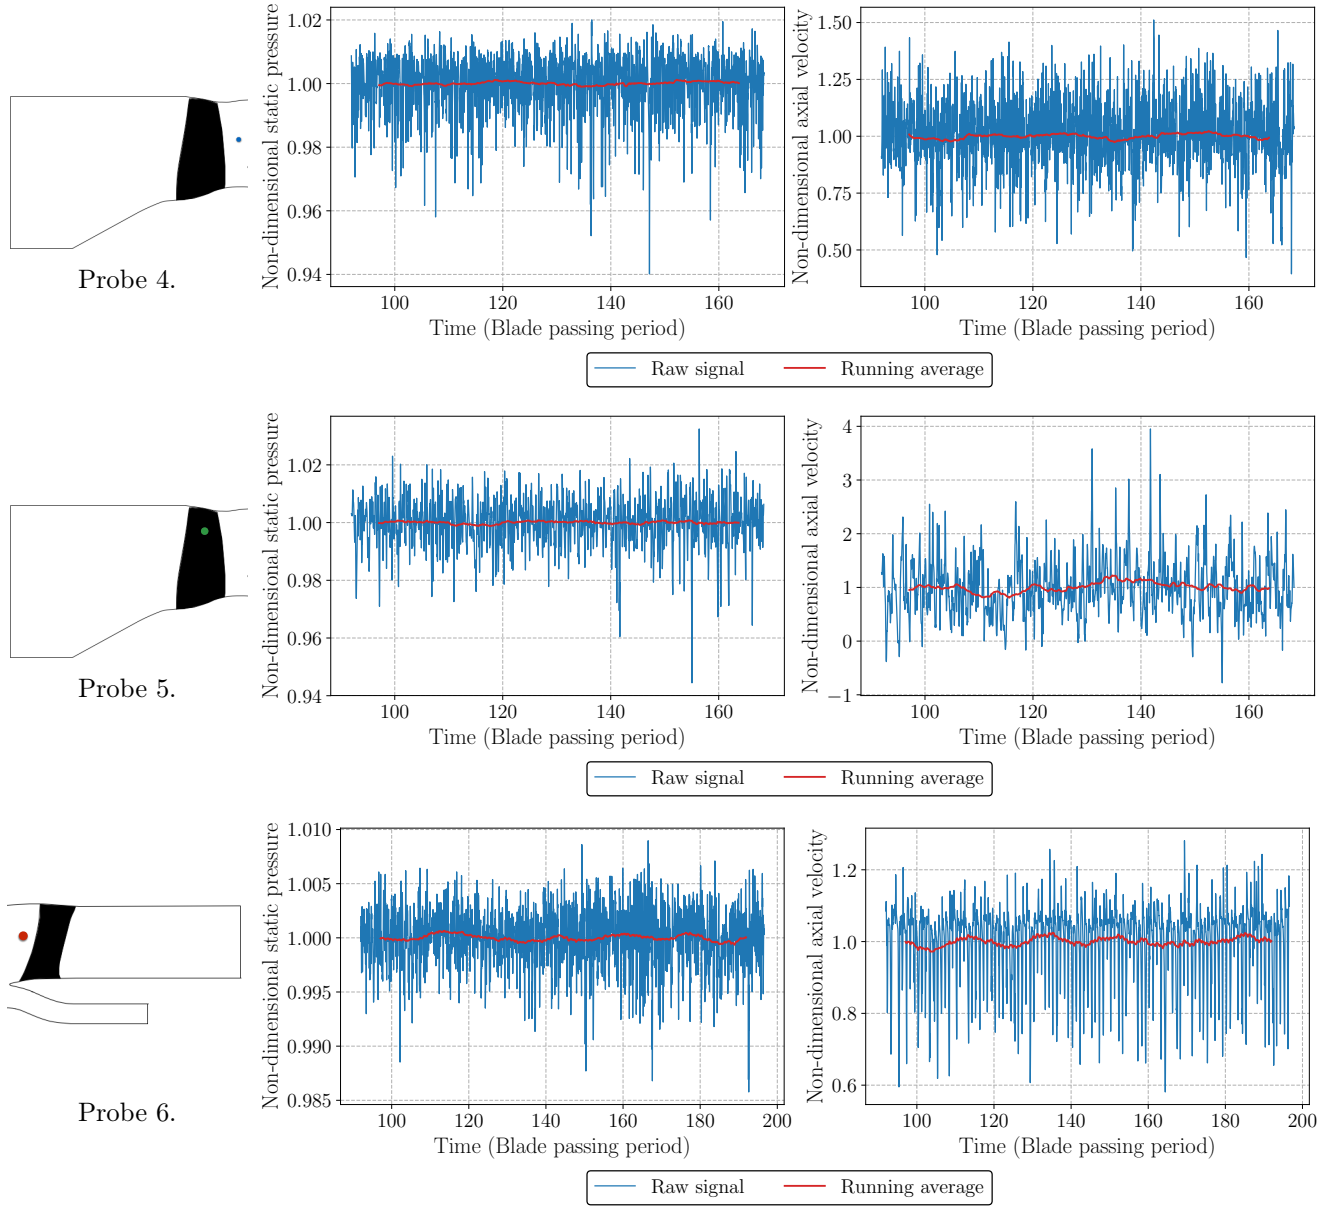 Non-dimensional static pressure
1.02
1.00
0.98
0.96
0.94
100 120 140 160
Time (Blade passing period)
Non-dimensional axial velocity
1.50
1.25
1.00
0.75
0.50
100 120 140 160
Time (Blade passing period)
Probe 4.
Raw signal Running average
Non-dimensional static pressure
1.02
1.00
0.98
0.96
0.94
100 120 140 160
Time (Blade passing period)
Non-dimensional axial velocity
4
3
2
1
0
−1
100 120 140 160
Time (Blade passing period)
Probe 5.
Raw signal Running average
Non-dimensional static pressure
1.010
1.005
1.000
0.995
0.990
0.985
100 120 140 160 180 200
Time (Blade passing period)
Non-dimensional axial velocity
1.2
1.0
0.8
0.6
100 120 140 160 180 200
Time (Blade passing period)
Probe 6.
Raw signal Running average